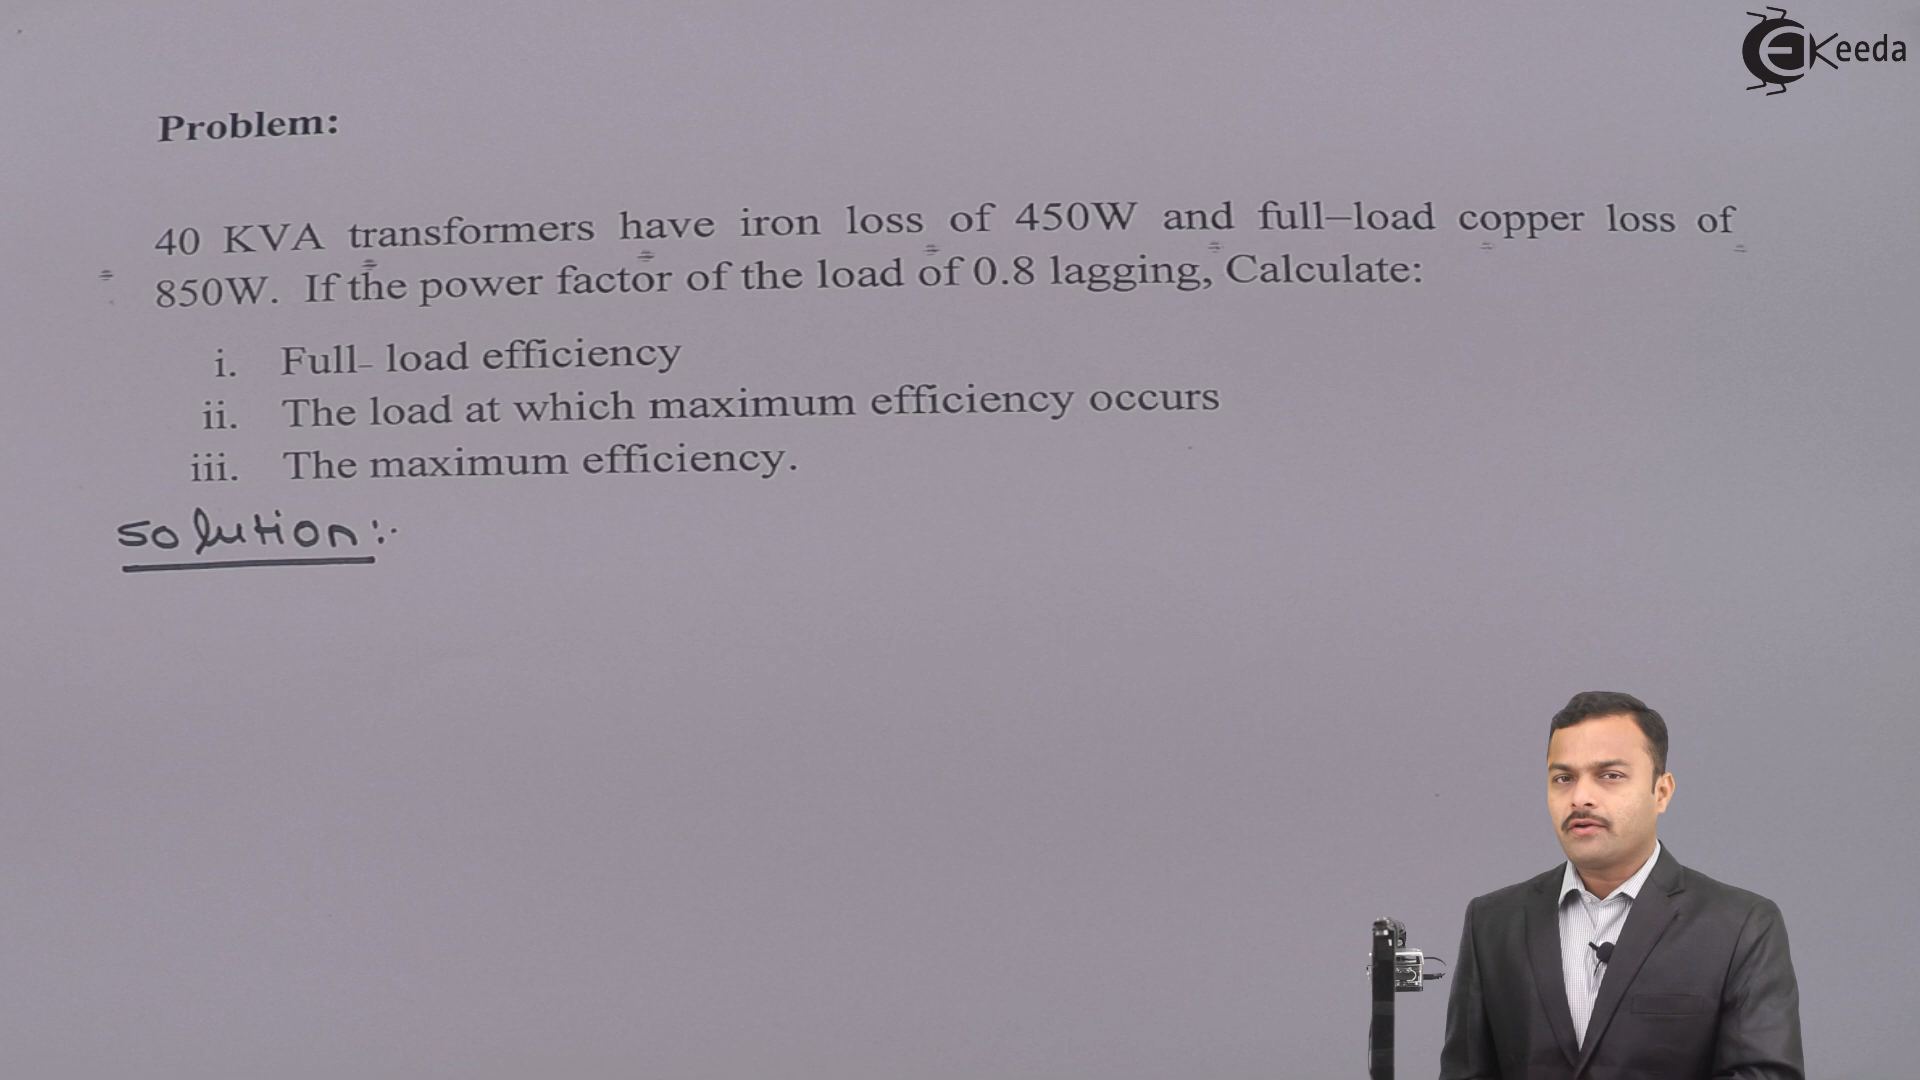 EKeeda
Problem:
40 KVA transformers have iron loss of 450W and full–load copper loss of
850W. If the power factor of the load of 0.8 lagging, Calculate:
i. Full- load efficiency
ii. The load at which maximum efficiency occurs
iii. The maximum efficiency.
Solution:-